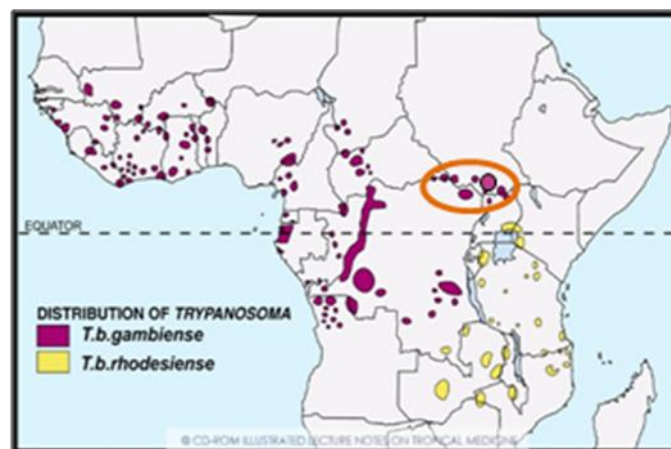 EQUATOR
DISTRIBUTION OF TRYPANOSOMA
T.b.gambiense
T.b.rhodesiense
© CD-ROM ILLUSTRATED LECTURE NOTES ON TROPICAL MEDICINE